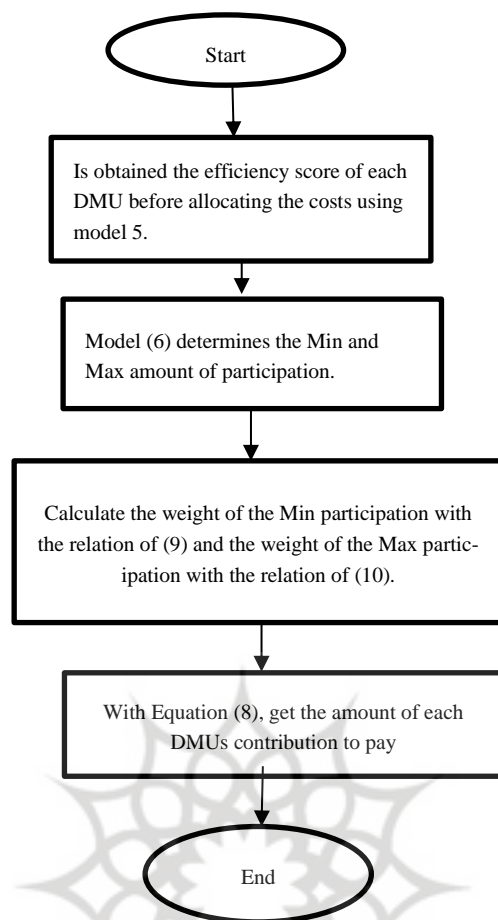 Start
Is obtained the efficiency score of each
DMU before allocating the costs using
model 5.
Model (6) determines the Min and
Max amount of participation.
Calculate the weight of the Min participation with
the relation of (9) and the weight of the Max partic-
ipation with the relation of (10).
With Equation (8), get the amount of each
DMUs contribution to pay
End